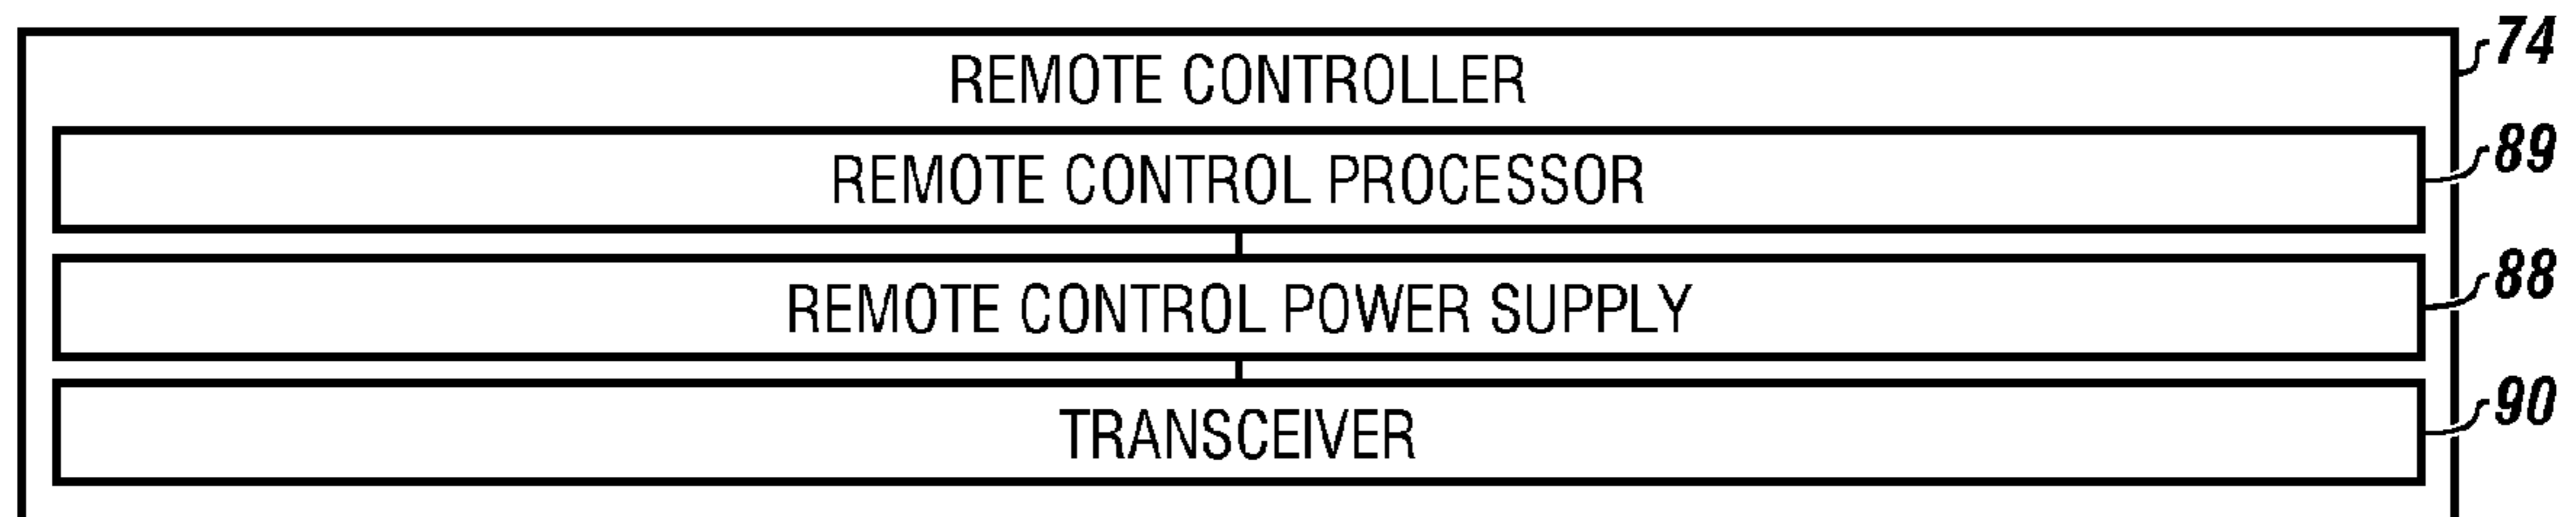 REMOTE CONTROLLER 74
REMOTE CONTROL PROCESSOR 89
REMOTE CONTROL POWER SUPPLY 88
TRANSCEIVER 90